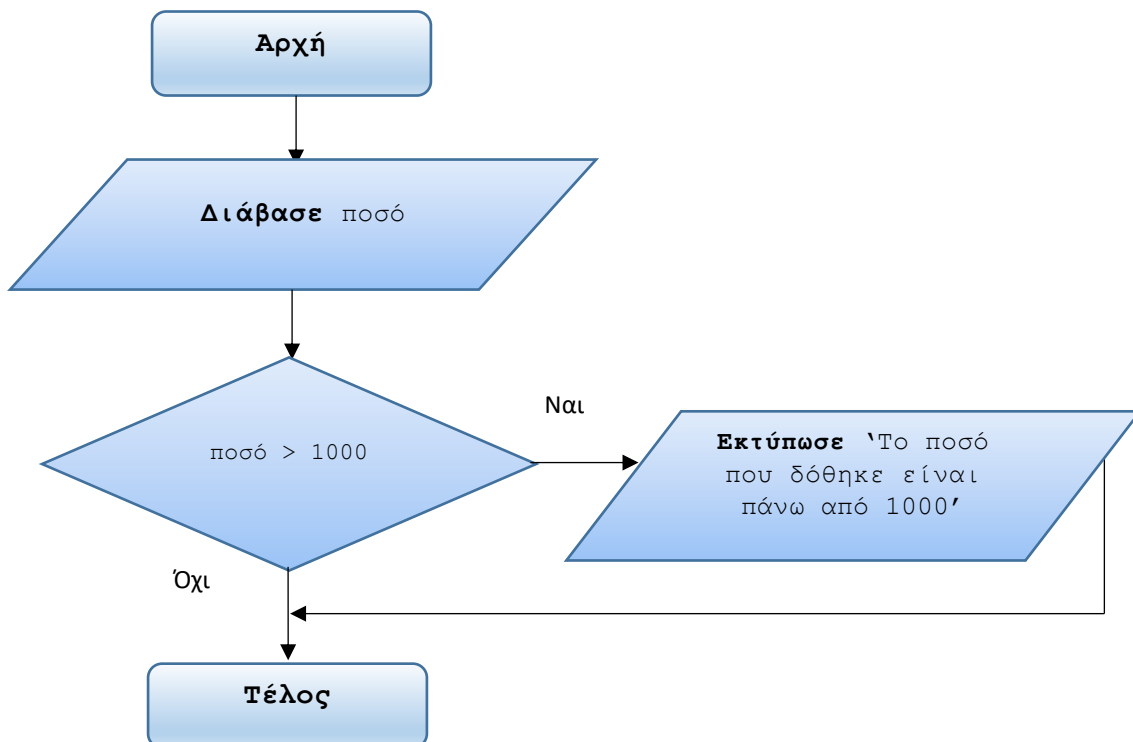 Αρχή
Διάβασε ποσό
ποσό > 1000
Ναι
Εκτύπωσε ‘Το ποσό
που δόθηκε είναι
πάνω από 1000’
Όχι
Τέλος